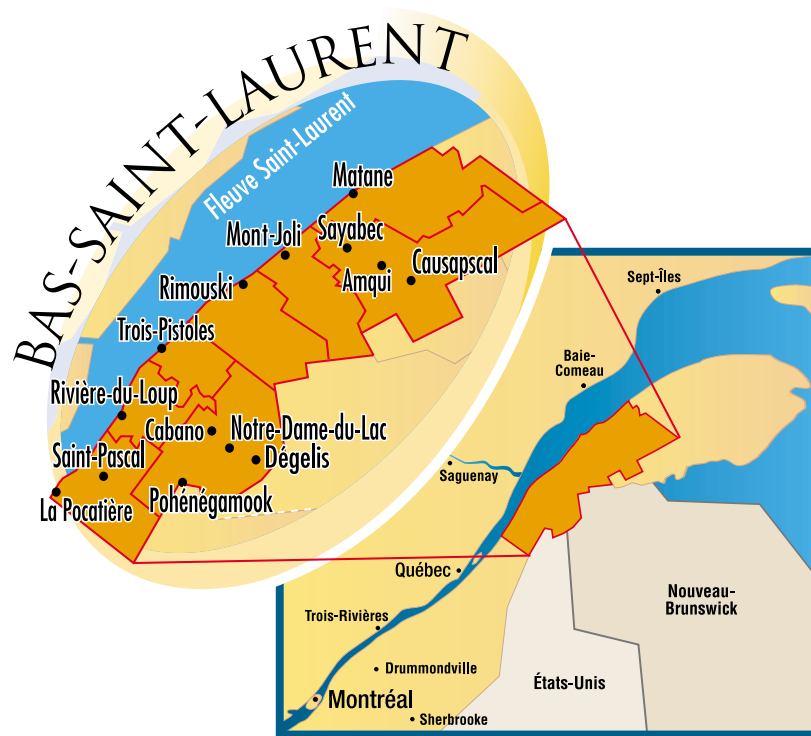 BAS-SAINT-LAURENT
Fleuve Saint-Laurent
Matane
Sayabec
Mont-Joli
Causapscal
Amqui
Rimouski
Trois-Pistoles
Rivière-du-Loup
Cabano
Notre-Dame-du-Lac
Saint-Pascal
Dégelis
La Pocatière
Pohénégamook
Sept-Îles
Baie-
Comeau
Saguenay
Québec
Nouveau-
Brunswick
Trois-Rivières
Drummondville
États-Unis
Montréal
Sherbrooke